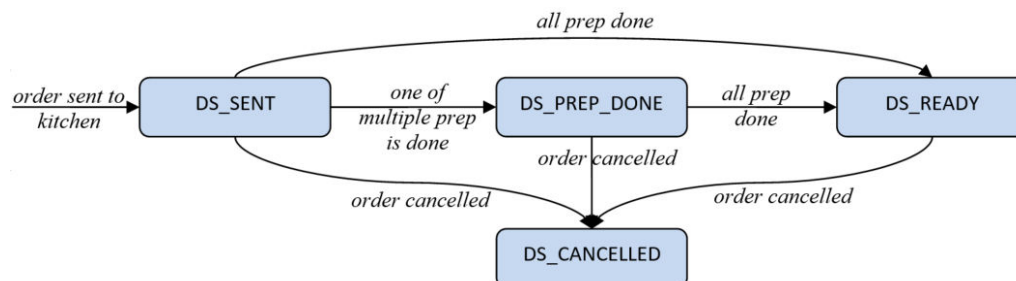 all prep done
order sent to
kitchen
DS_SENT
one of
multiple prep
is done
DS_PREP_DONE
all prep
done
DS_READY
order cancelled
order cancelled
order cancelled
DS_CANCELLED